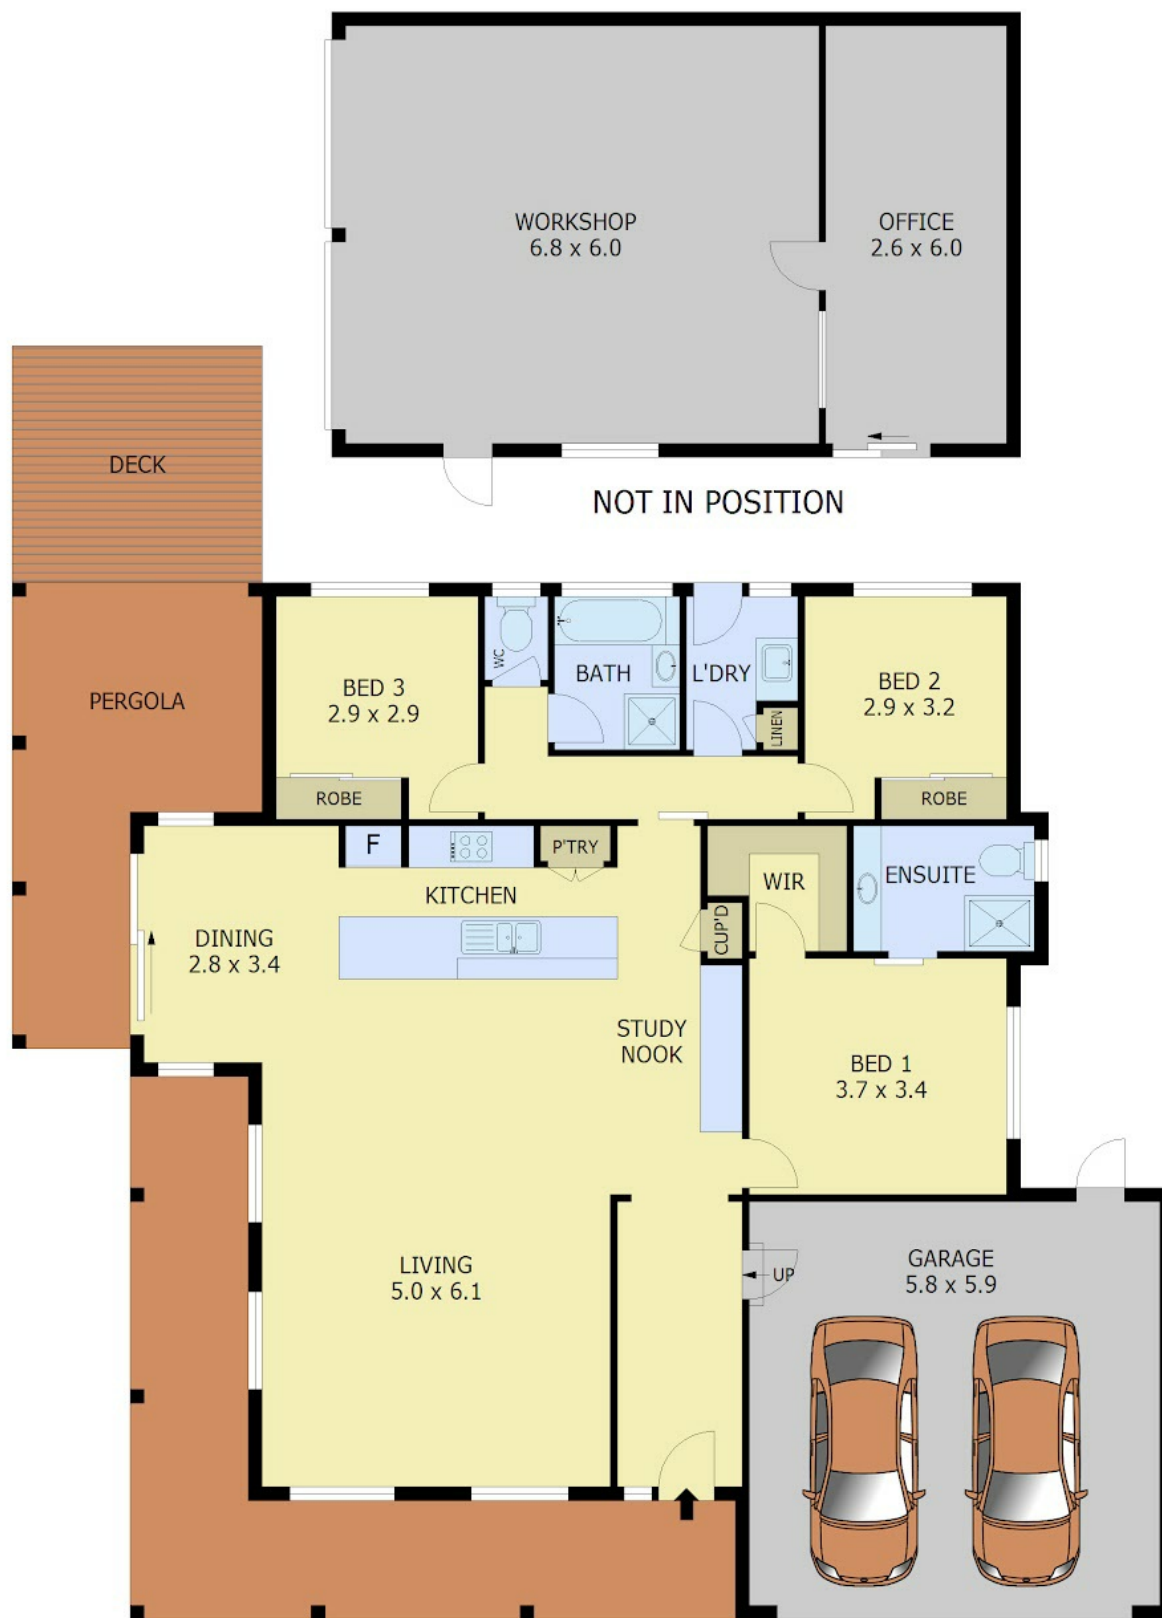 WORKSHOP
6.8 x 6.0
OFFICE
2.6 x 6.0
DECK
NOT IN POSITION
PERGOLA
BED 3
2.9 x 2.9
WC
BATH
L'DRY
LINEN
BED 2
2.9 x 3.2
ROBE
ROBE
F
P'TRY
KITCHEN
WIR
ENSUITE
CUP'D
DINING
2.8 x 3.4
STUDY
NOOK
BED 1
3.7 x 3.4
LIVING
5.0 x 6.1
UP
GARAGE
5.8 x 5.9